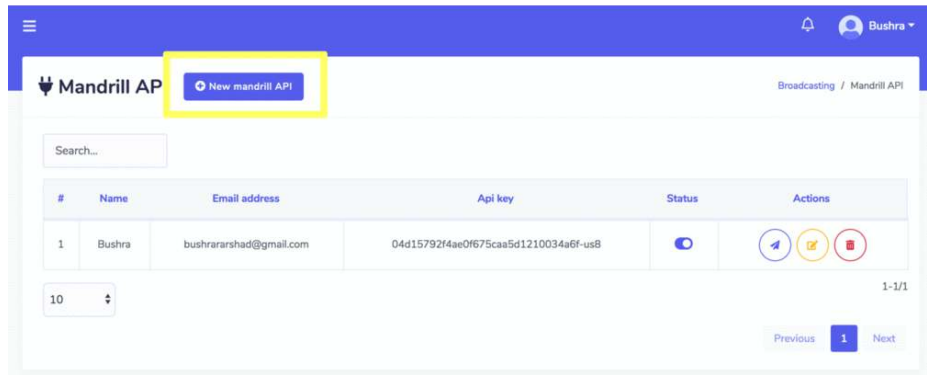 Bushra
Mandrill AP
New mandrill API
Broadcasting / Mandrill API
Search...
# Name Email address Api key Status Actions
1 Bushra bushrararshad@gmail.com 04d15792f4ae0f675caa5d1210034a6f-us8
10
1-1/1
Previous 1 Next